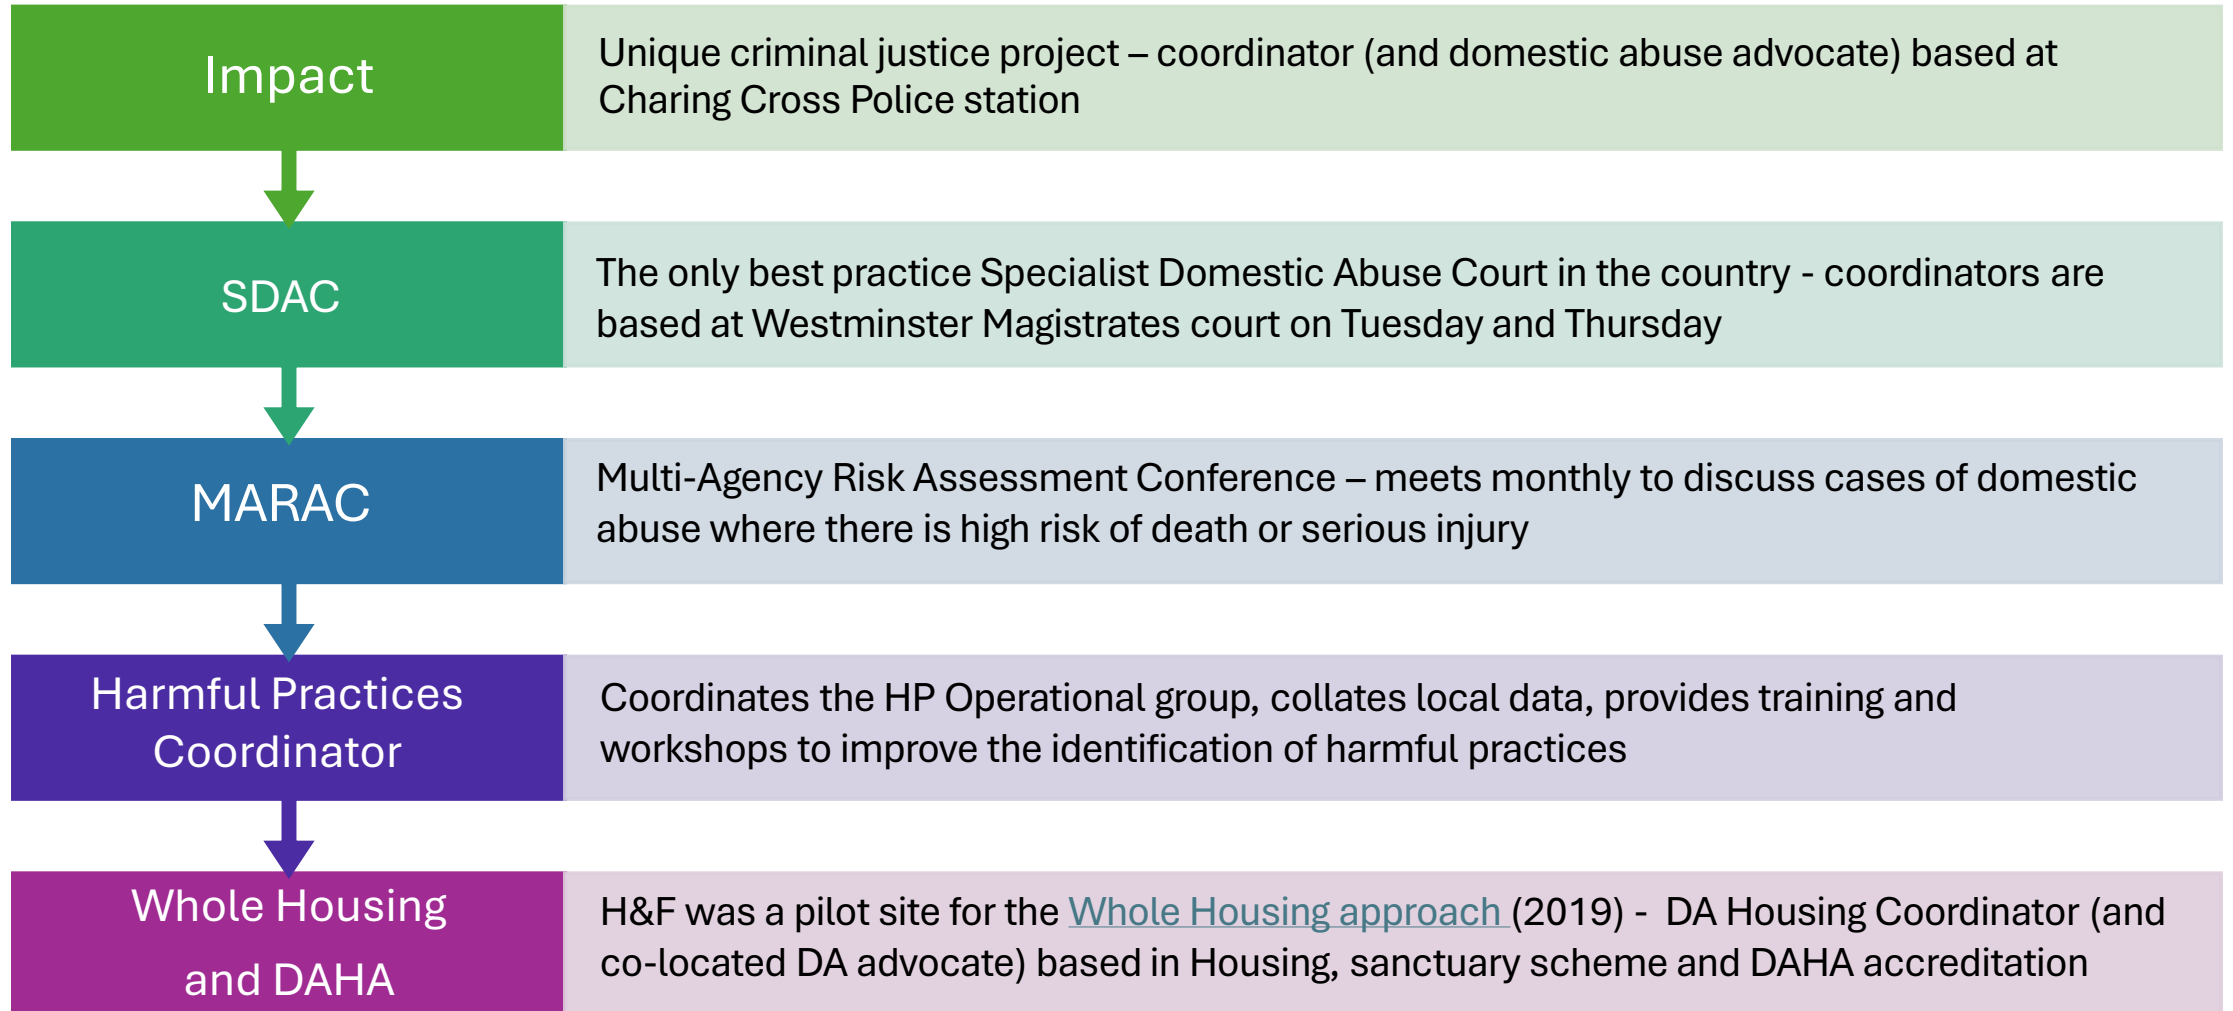 Impact
Unique criminal justice project – coordinator (and domestic abuse advocate) based at
Charing Cross Police station
SDAC
The only best practice Specialist Domestic Abuse Court in the country - coordinators are
based at Westminster Magistrates court on Tuesday and Thursday
MARAC
Multi-Agency Risk Assessment Conference – meets monthly to discuss cases of domestic
abuse where there is high risk of death or serious injury
Harmful Practices
Coordinator
Coordinates the HP Operational group, collates local data, provides training and
workshops to improve the identification of harmful practices
Whole Housing
and DAHA
H&F was a pilot site for the Whole Housing approach (2019) - DA Housing Coordinator (and
co-located DA advocate) based in Housing, sanctuary scheme and DAHA accreditation